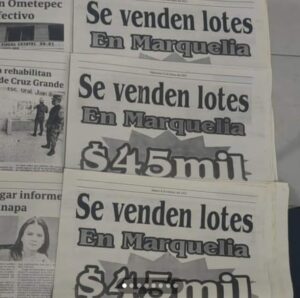 n Ometepec
fectivo
Se venden lotes
En Marquelia
a rehabilitan
de Cruz Grande
Se venden lotes
En Marquelia
$45mil
gar informe
napa
Se venden lotes
En Marquelia
$45mil